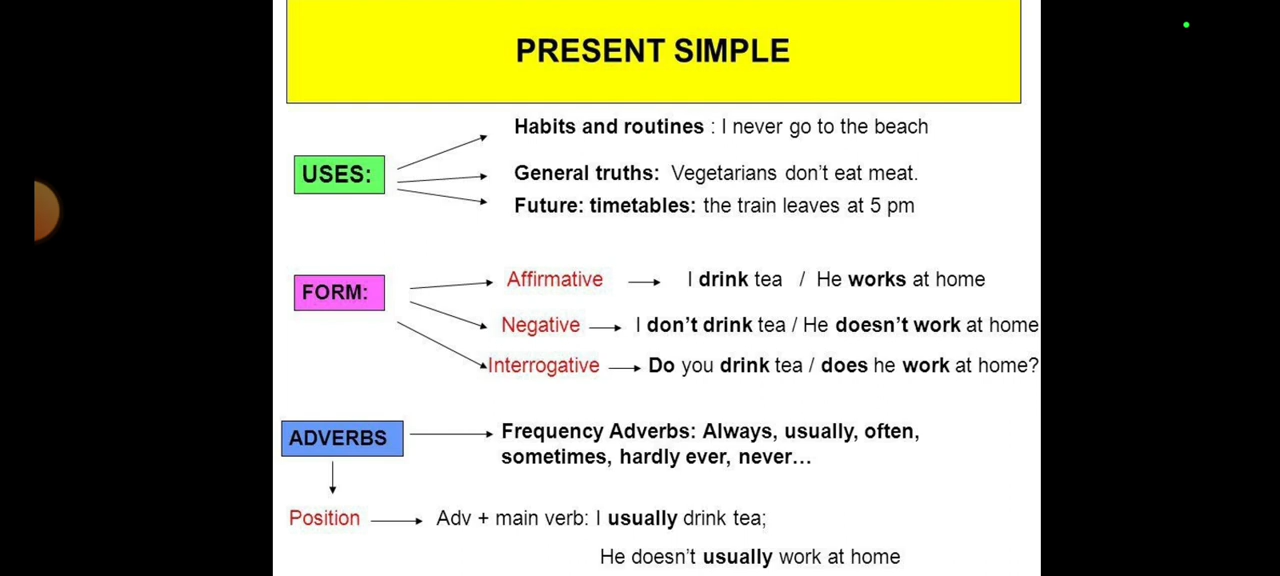 PRESENT SIMPLE
USES:
Habits and routines : I never go to the beach
General truths: Vegetarians don’t eat meat.
Future: timetables: the train leaves at 5 pm
FORM:
Affirmative I drink tea / He works at home
Negative I don’t drink tea / He doesn’t work at home
Interrogative Do you drink tea / does he work at home?
ADVERBS
Frequency Adverbs: Always, usually, often,
sometimes, hardly ever, never…
Position Adv + main verb: I usually drink tea;
He doesn’t usually work at home